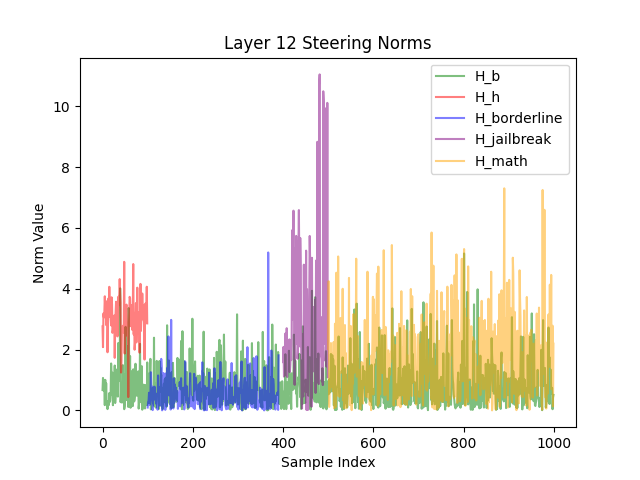 Layer 12 Steering Norms
H_b
H_h
H_borderline
H_jailbreak
H_math
Norm Value
10
8
6
4
2
0
0 200 400 600 800 1000
Sample Index